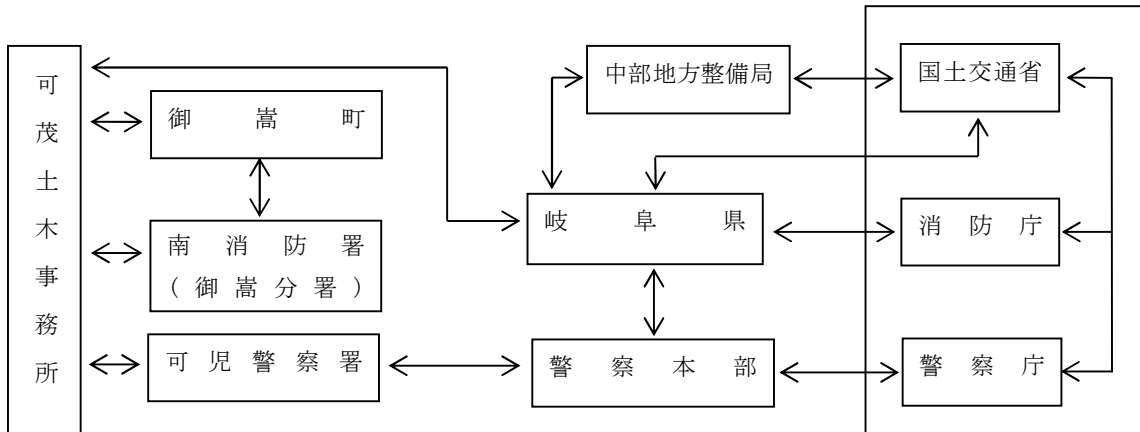 可茂土木事務所
御嵩町
南消防署
(御嵩分署)
可児警察署
中部地方整備局
岐阜県
警察本部
国土交通省
消防庁
警察庁